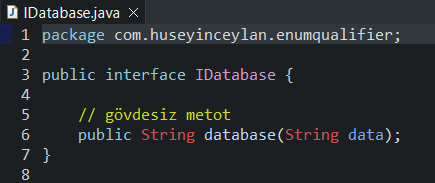 IDatabase.java
1 package com.huseyinceylan.enumqualifier;
2
3 public interface IDatabase {
4
5 // gövdesiz metot
6 public String database(String data);
7 }
8